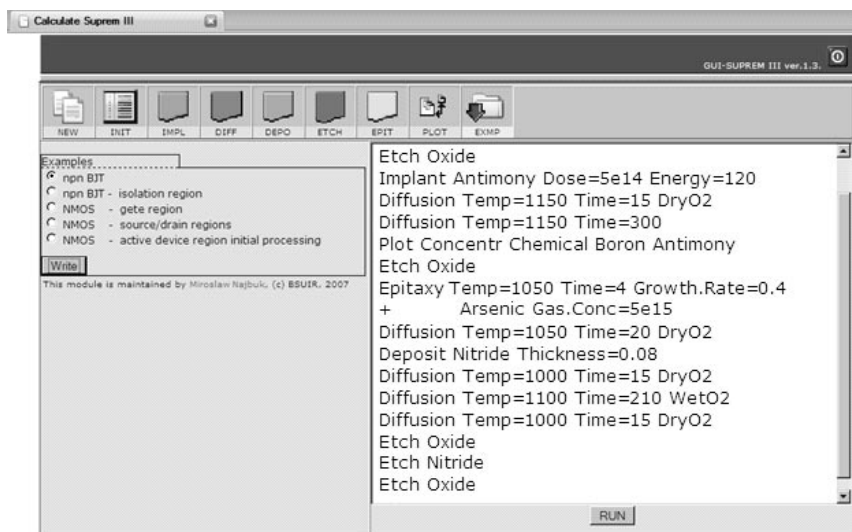 Calculate Suprem III
GUI-SUPREM III ver.1.3.
NEW INIT IMPL DIFF DEPO ETCH EPIT PLOT EXMP
Examples
npn BJT
npn BJT - isolation region
NMOS - gete region
NMOS - source/drain regions
NMOS - active device region initial processing
Write
This module is maintained by Miroslaw Najbuk, (c) BSUIR, 2007
Etch Oxide
Implant Antimony Dose=5e14 Energy=120
Diffusion Temp=1150 Time=15 DryO2
Diffusion Temp=1150 Time=300
Plot Concentr Chemical Boron Antimony
Etch Oxide
Epitaxy Temp=1050 Time=4 Growth.Rate=0.4
+ Arsenic Gas.Conc=5e15
Diffusion Temp=1050 Time=20 DryO2
Deposit Nitride Thickness=0.08
Diffusion Temp=1000 Time=15 DryO2
Diffusion Temp=1100 Time=210 WetO2
Diffusion Temp=1000 Time=15 DryO2
Etch Oxide
Etch Nitride
Etch Oxide
RUN